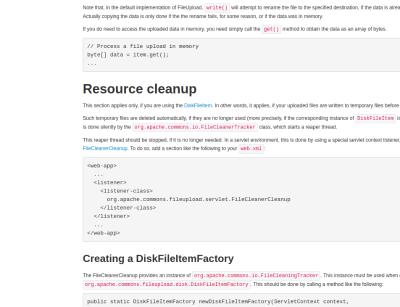 Note that, in the default implementation of FileUpload, write() will attempt to rename the file to the specified destination, if the data is already
Actually copying the data is only done if the the rename fails, for some reason, or if the data was in memory.
If you do need to access the uploaded data in memory, you need simply call the get() method to obtain the data as an array of bytes.
// Process a file upload in memory
byte[] data = item.get();
...
Resource cleanup
This section applies only, if you are using the DiskFileItem. In other words, it applies, if your uploaded files are written to temporary files before
Such temporary files are deleted automatically, if they are no longer used (more precisely, if the corresponding instance of DiskFileItem is
is done silently by the org.apache.commons.io.FileCleanerTracker class, which starts a reaper thread.
This reaper thread should be stopped, if it is no longer needed. In a servlet environment, this is done by using a special servlet context listener,
FileCleanerCleanup. To do so, add a section like the following to your web.xml:
<web-app>
...
<listener>
<listener-class>
org.apache.commons.fileupload.servlet.FileCleanerCleanup
</listener-class>
</listener>
...
</web-app>
Creating a DiskFileItemFactory
The FileCleanerCleanup provides an instance of org.apache.commons.io.FileCleaningTracker. This instance must be used when
org.apache.commons.fileupload.disk.DiskFileItemFactory. This should be done by calling a method like the following:
public static DiskFileItemFactory newDiskFileItemFactory(ServletContext context,